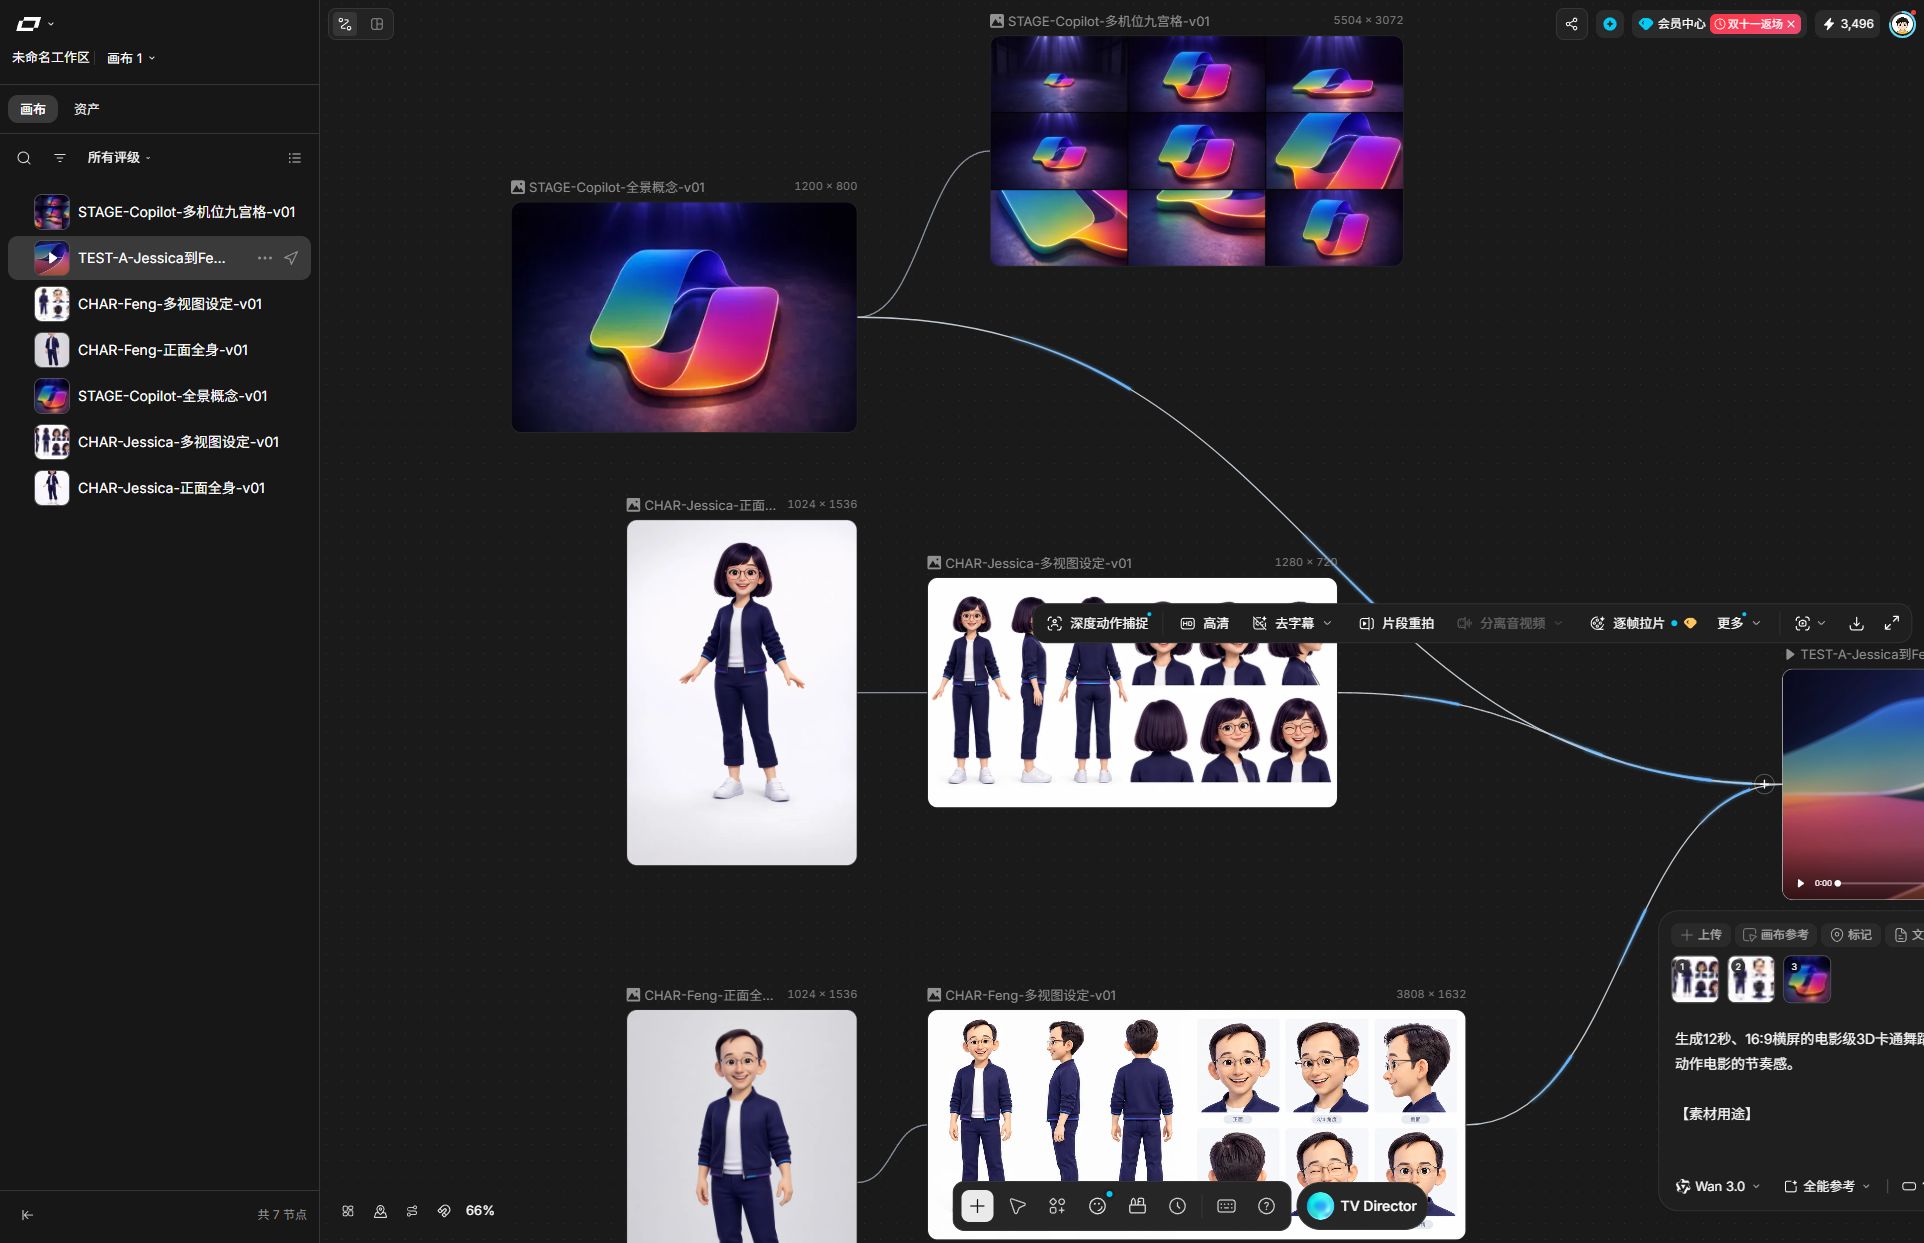 未命名工作区
画布 1
画布
资产
所有评级
STAGE-Copilot-多机位九宫格-v01
TEST-A-Jessica到Fe...
CHAR-Feng-多视图设定-v01
CHAR-Feng-正面全身-v01
STAGE-Copilot-全景概念-v01
CHAR-Jessica-多视图设定-v01
CHAR-Jessica-正面全身-v01
共 7 节点
STAGE-Copilot-多机位九宫格-v01
5504 × 3072
会员中心
双十一返场
3,496
STAGE-Copilot-全景概念-v01
1200 × 800
CHAR-Jessica-正面...
1024 × 1536
CHAR-Jessica-多视图设定-v01
1280 × 720
深度动作捕捉
HD 高清
去字幕
片段重拍
分离音视频
逐帧拉片
更多
TEST-A-Jessica到Fe
0:00
CHAR-Feng-正面全...
1024 × 1536
CHAR-Feng-多视图设定-v01
3808 × 1632
正面
上传
画布参考
标记
文
1
2
3
生成12秒、16:9横屏的电影级3D卡通舞蹈
动作电影的节奏感。
【素材用途】
Wan 3.0
全能参考
66%
TV Director